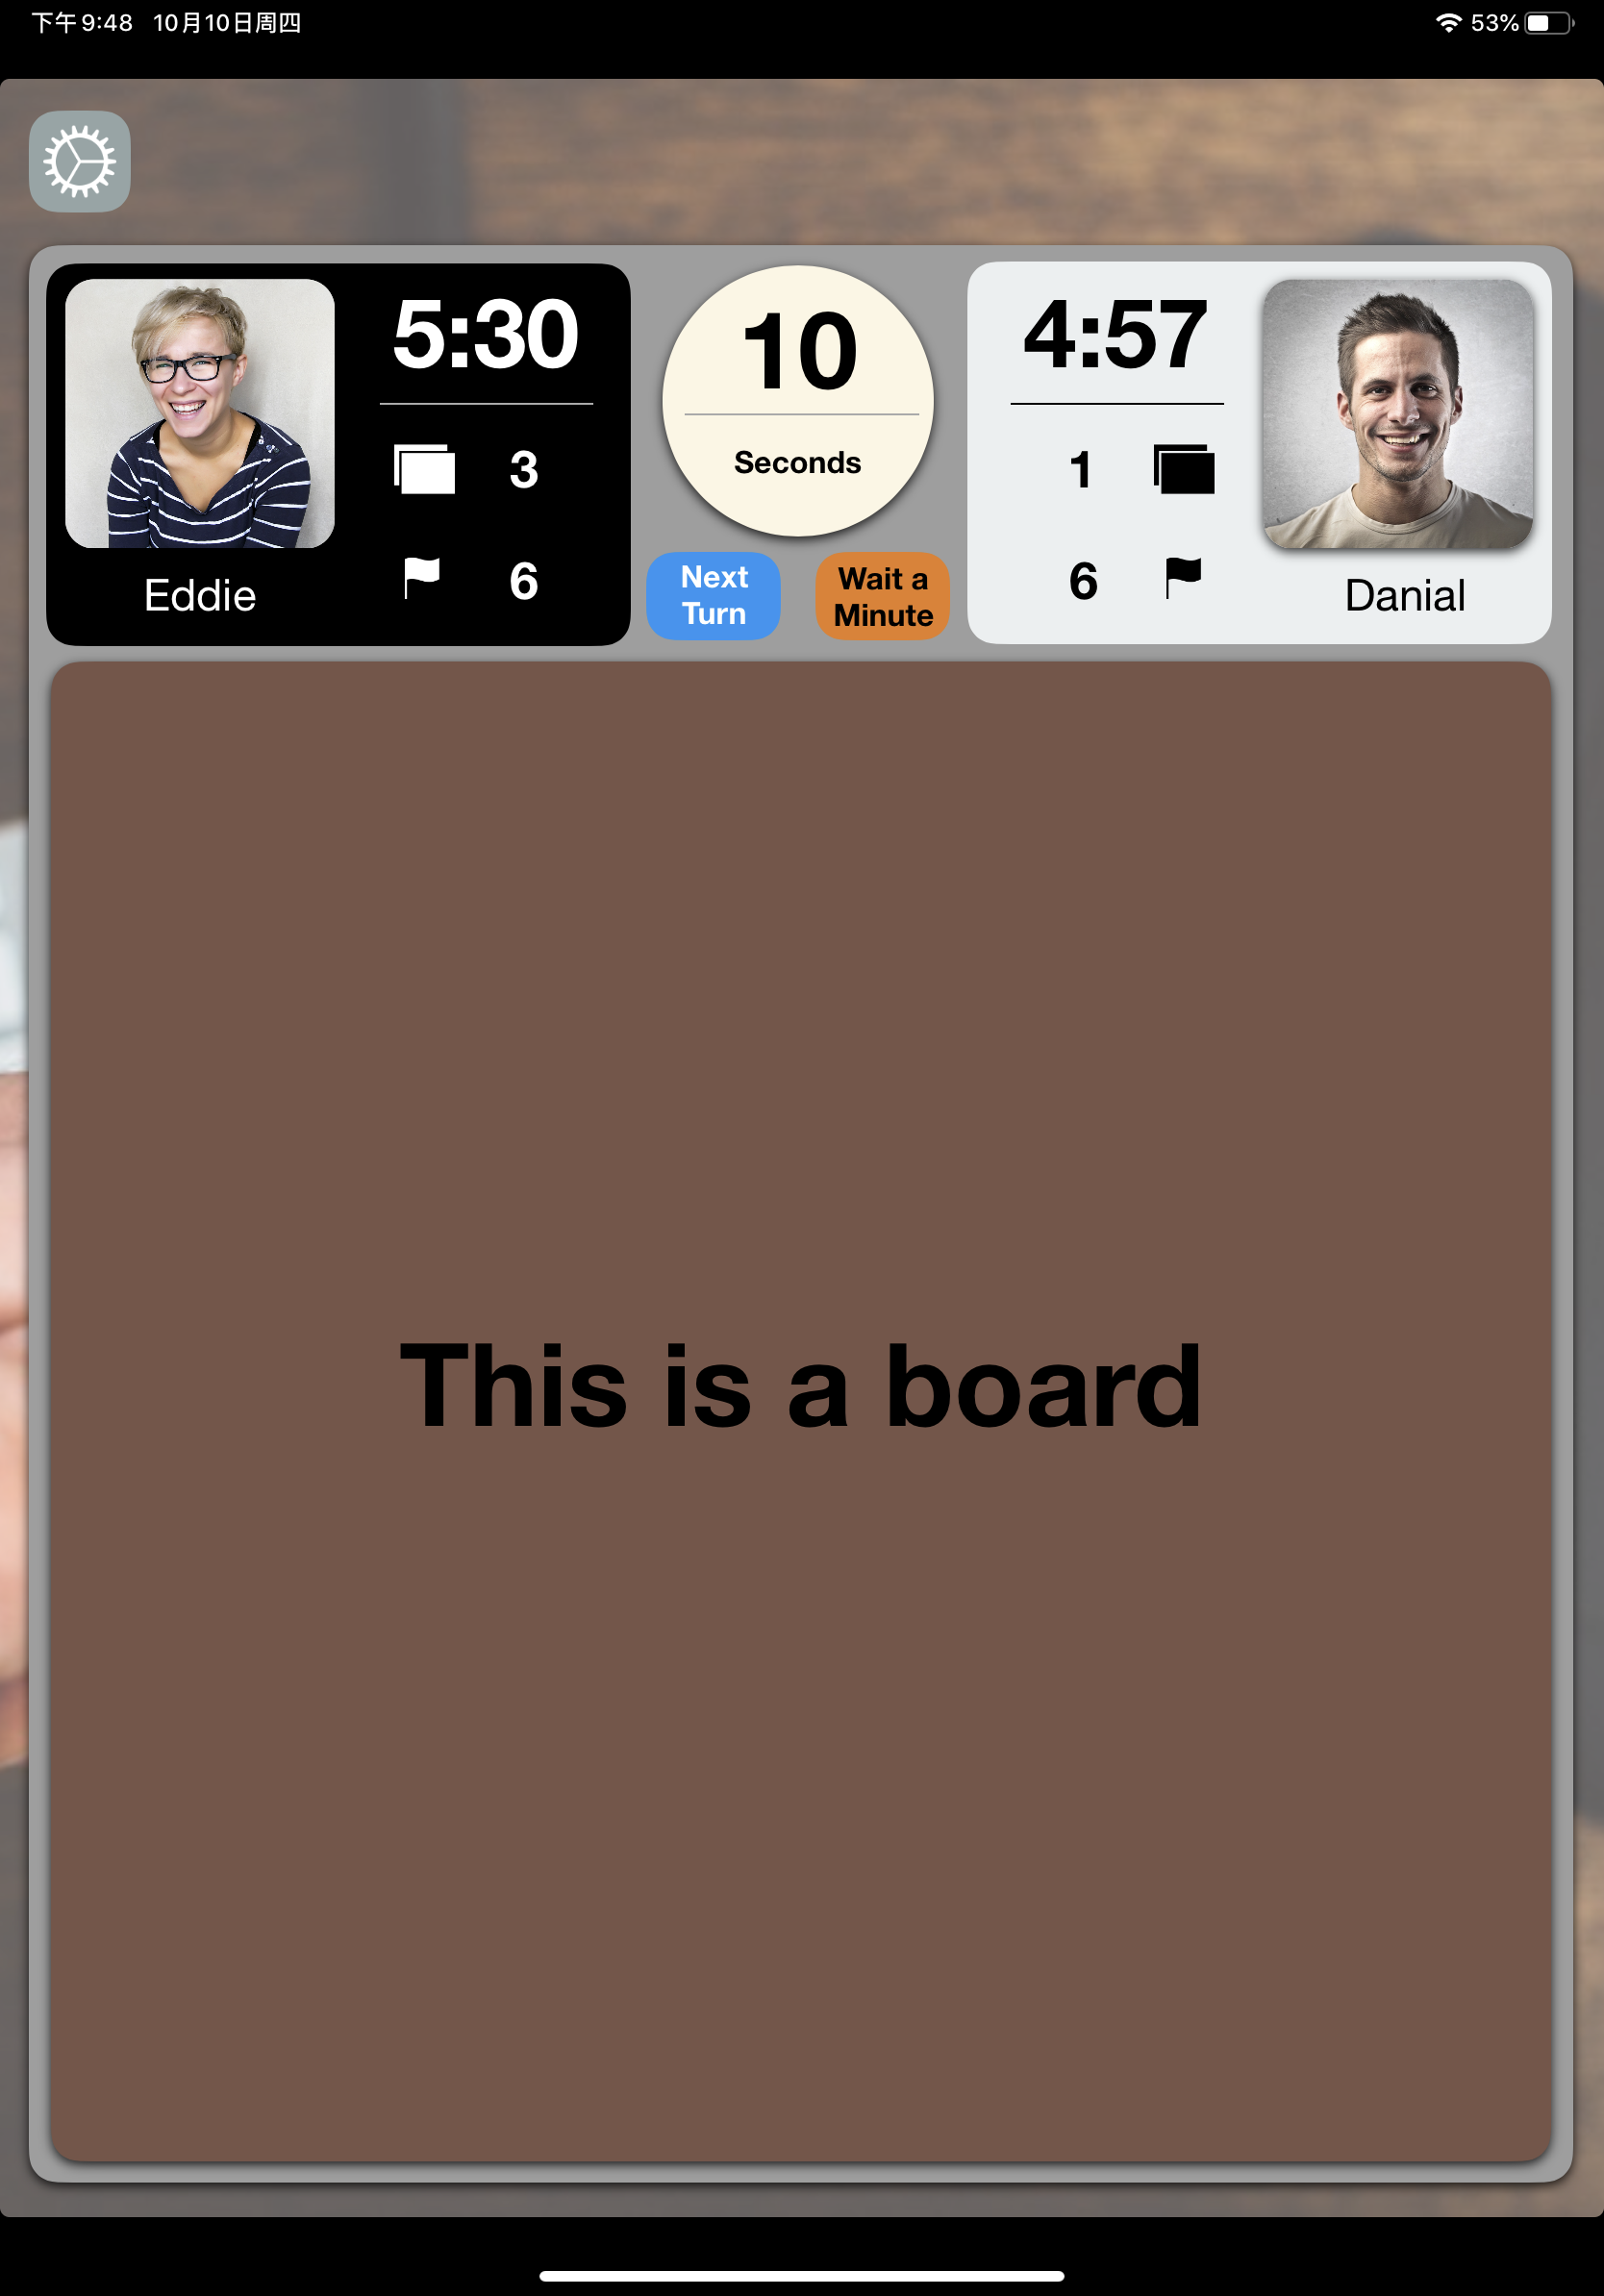 下午9:48 10月10日周四 53%
5:30
3
6
Eddie
10
Seconds
Next
Turn
Wait a
Minute
4:57
1
6
Danial
This is a board